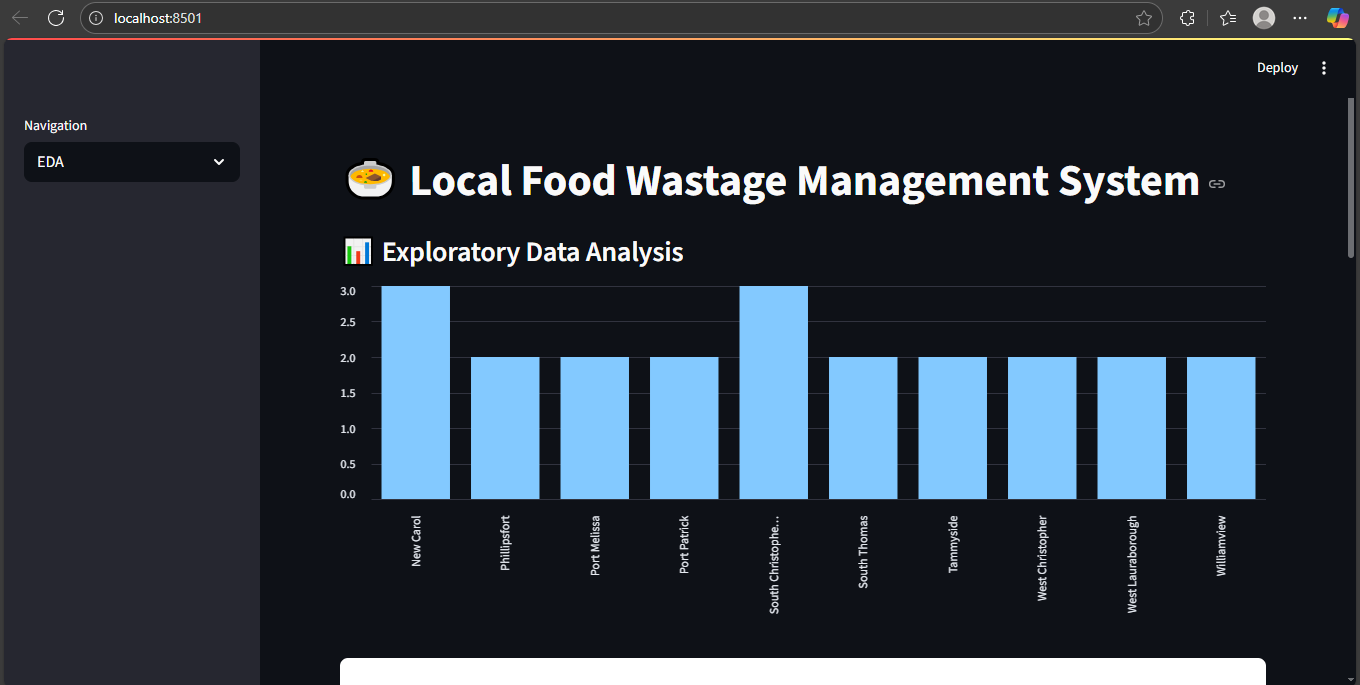 localhost:8501
Deploy
Navigation
EDA
Local Food Wastage Management System
Exploratory Data Analysis
3.0
2.5
2.0
1.5
1.0
0.5
0.0
New Carol
Phillipsfort
Port Melissa
Port Patrick
South Christophe…
South Thomas
Tammyside
West Christopher
West Lauraborough
Williamview